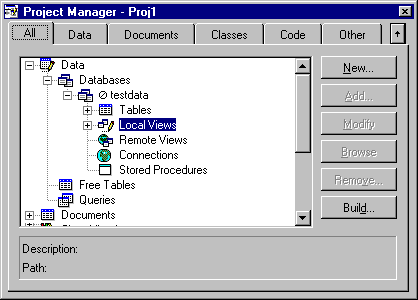 Project Manager - Proj1
All Data Documents Classes Code Other
Data
Databases
testdata
Tables
Local Views
Remote Views
Connections
Stored Procedures
Free Tables
Queries
Documents
New...
Add...
Modify
Browse
Remove...
Build...
Description:
Path: